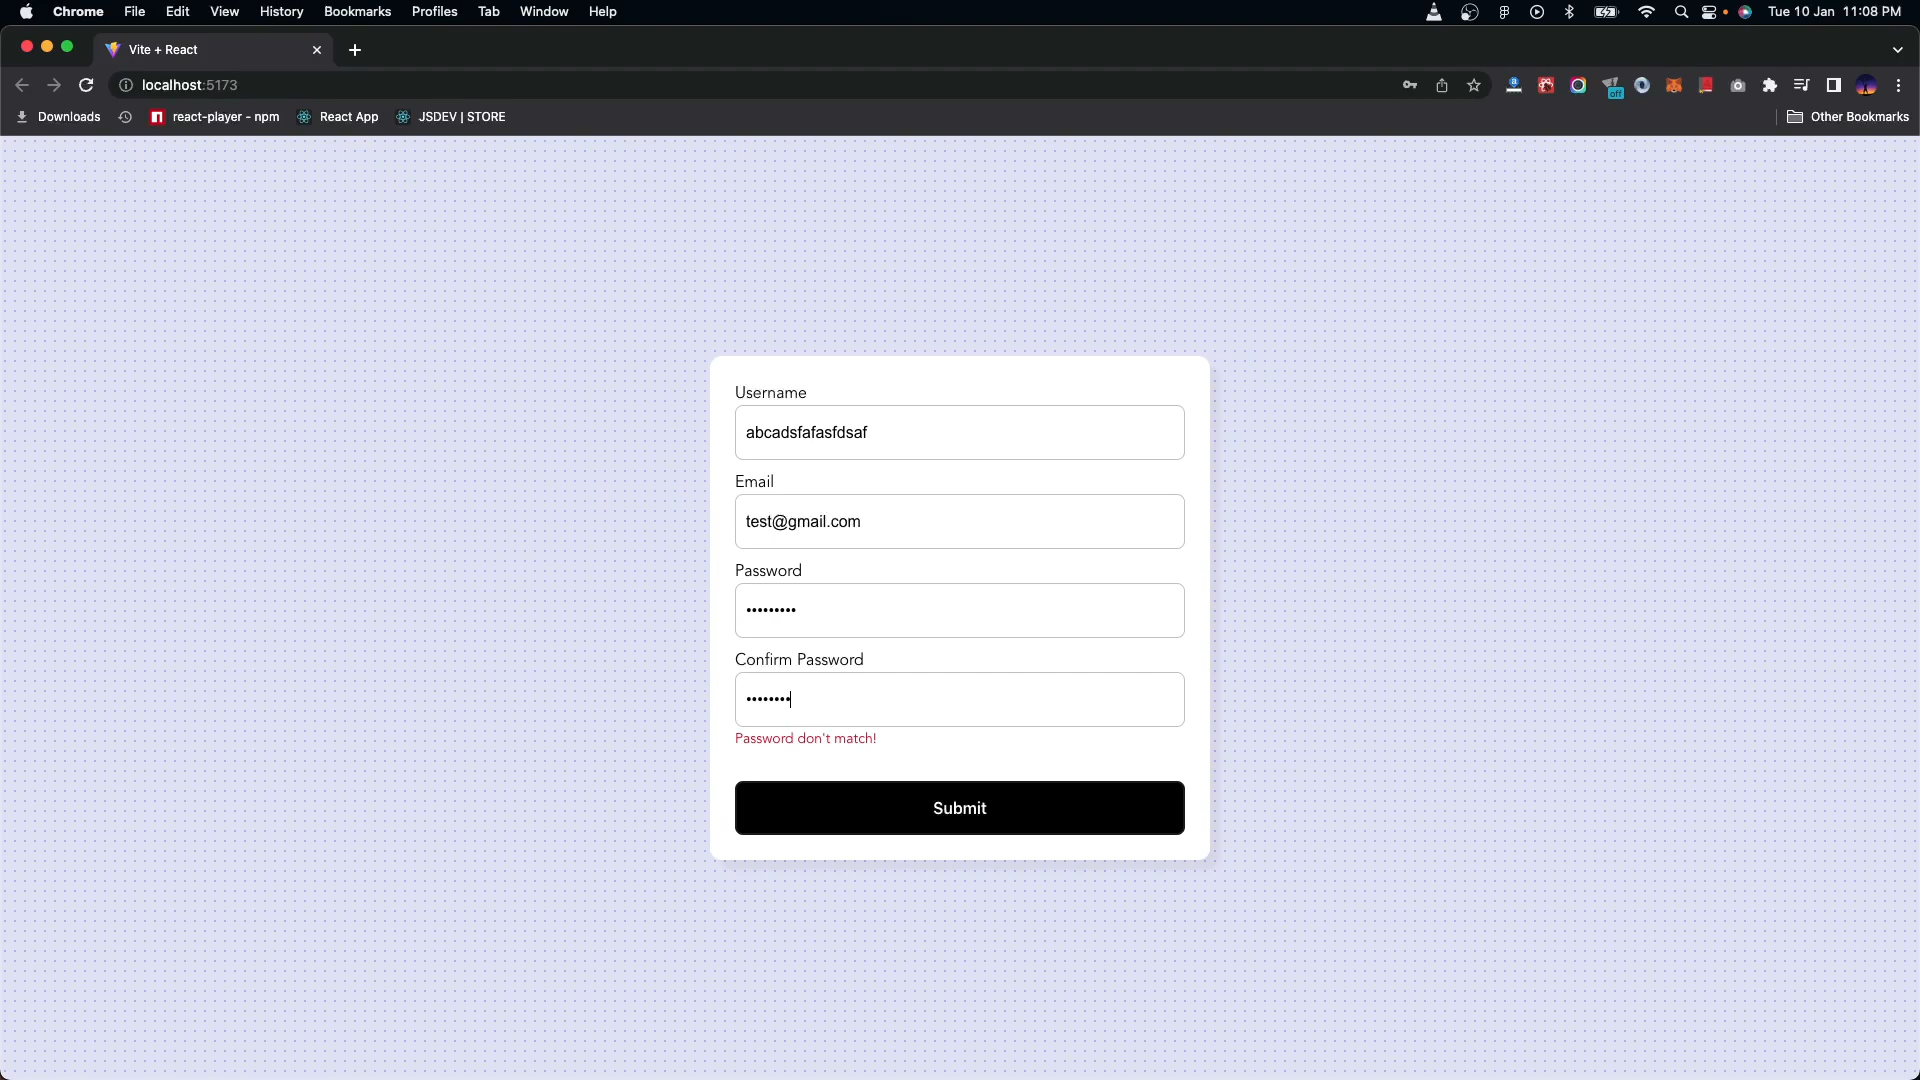 Chrome File Edit View History Bookmarks Profiles Tab Window Help Tue 10 Jan 11:08 PM
Vite + React
localhost:5173
off
Downloads react-player - npm React App JSDEV | STORE Other Bookmarks
Username
abcadsfafasfdsaf
Email
test@gmail.com
Password
•••••••••
Confirm Password
••••••••
Password don't match!
Submit